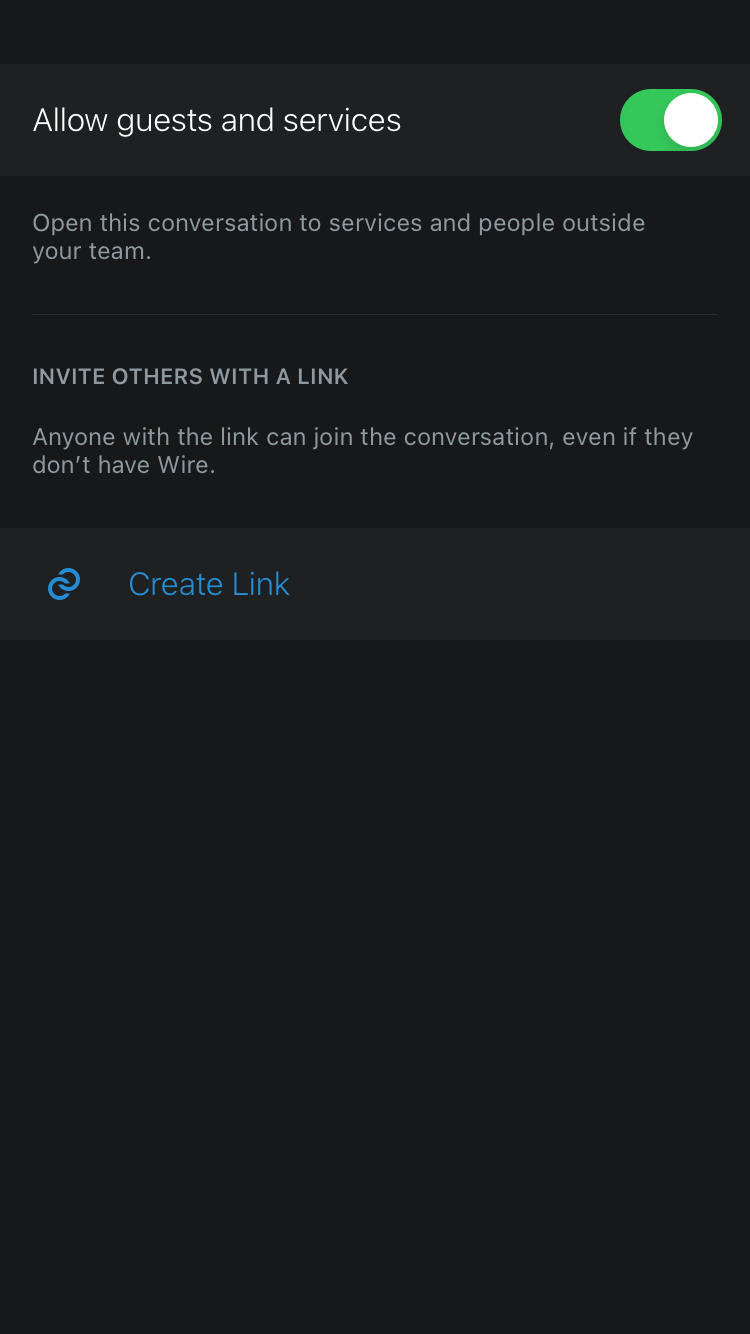 Allow guests and services
Open this conversation to services and people outside
your team.
INVITE OTHERS WITH A LINK
Anyone with the link can join the conversation, even if they
don’t have Wire.
Create Link